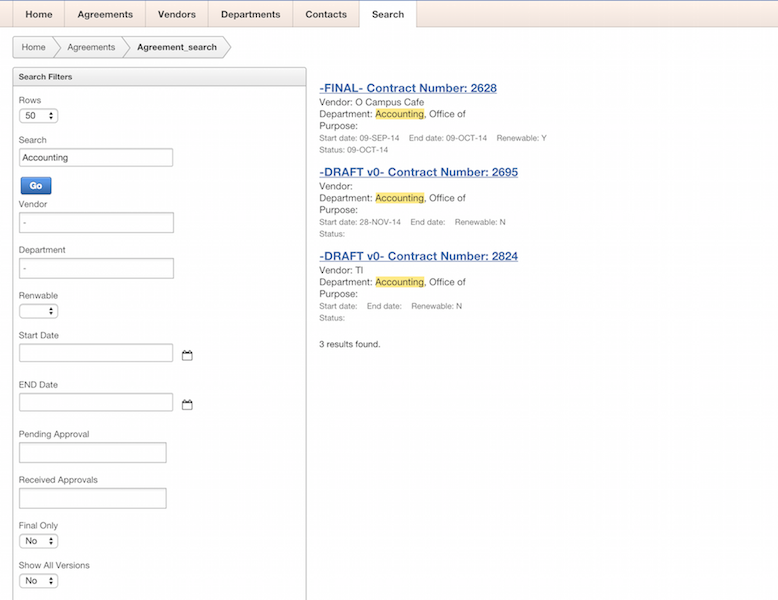 Home Agreements Vendors Departments Contacts Search
Home Agreements Agreement_search
Search Filters
Rows
50
Search
Accounting
Go
Vendor
-
Department
-
Renwable
Start Date
END Date
Pending Approval
Received Approvals
Final Only
No
Show All Versions
No
-FINAL- Contract Number: 2628
Vendor: O Campus Cafe
Department: Accounting, Office of
Purpose:
Start date: 09-SEP-14 End date: 09-OCT-14 Renewable: Y
Status: 09-OCT-14
-DRAFT v0- Contract Number: 2695
Vendor:
Department: Accounting, Office of
Purpose:
Start date: 28-NOV-14 End date: Renewable: N
Status:
-DRAFT v0- Contract Number: 2824
Vendor: TI
Department: Accounting, Office of
Purpose:
Start date: End date: Renewable: N
Status:
3 results found.